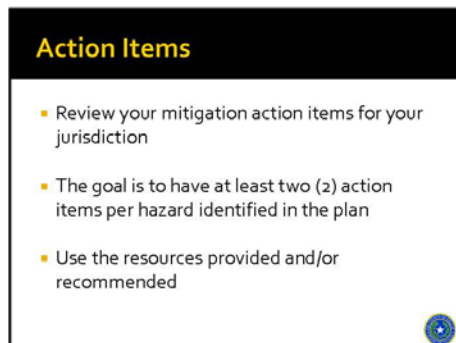 Action Items
Review your mitigation action items for your
jurisdiction
The goal is to have at least two (2) action
items per hazard identified in the plan
Use the resources provided and/or
recommended